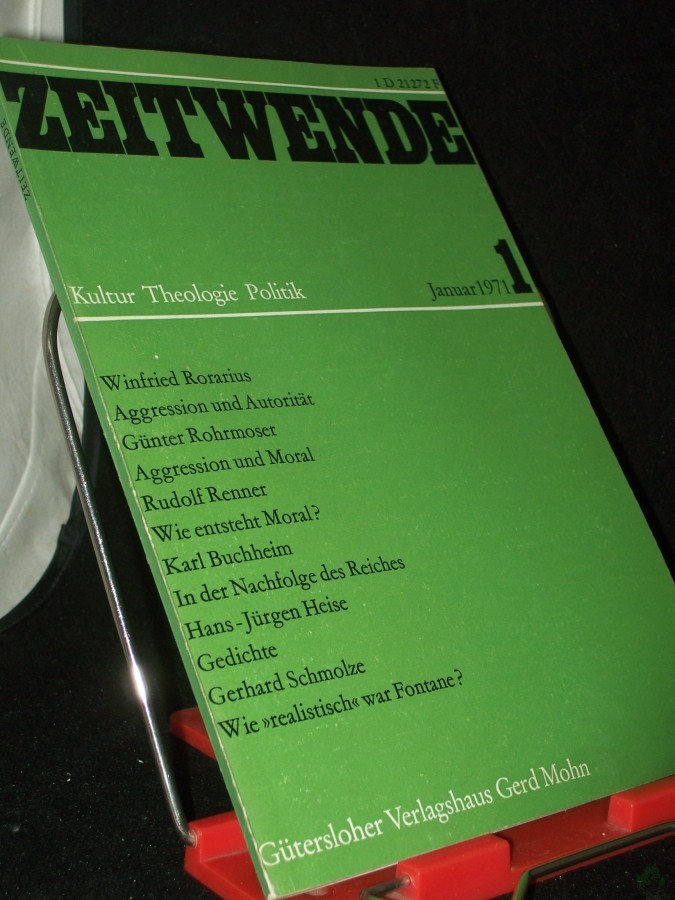 1 D 21272 F
ZEITWENDE
ZEITWENDE
Kultur Theologie Politik
Januar 1971 1
Winfried Rorarius
Aggression und Autorität
Günter Rohrmoser
Aggression und Moral
Rudolf Renner
Wie entsteht Moral?
Karl Buchheim
In der Nachfolge des Reiches
Hans-Jürgen Heise
Gedichte
Gerhard Schmolze
Wie »realistisch« war Fontane?
Gütersloher Verlagshaus Gerd Mohn